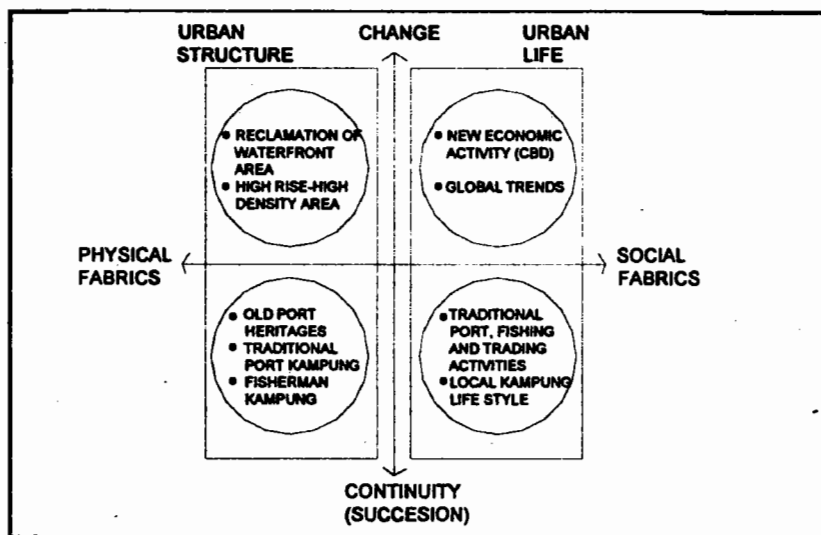 URBAN STRUCTURE
CHANGE
URBAN LIFE
• RECLAMATION OF
WATERFRONT
AREA
• HIGH RISE-HIGH
DENSITY AREA
• NEW ECONOMIC
ACTIVITY (CBD)
• GLOBAL TRENDS
PHYSICAL
FABRICS
SOCIAL
FABRICS
• OLD PORT
HERITAGES
• TRADITIONAL
PORT KAMPUNG
• FISHERMAN
KAMPUNG
• TRADITIONAL
PORT, FISHING
AND TRADING
ACTIVITIES
• LOCAL KAMPUNG
LIFE STYLE
CONTINUITY
(SUCCESION)